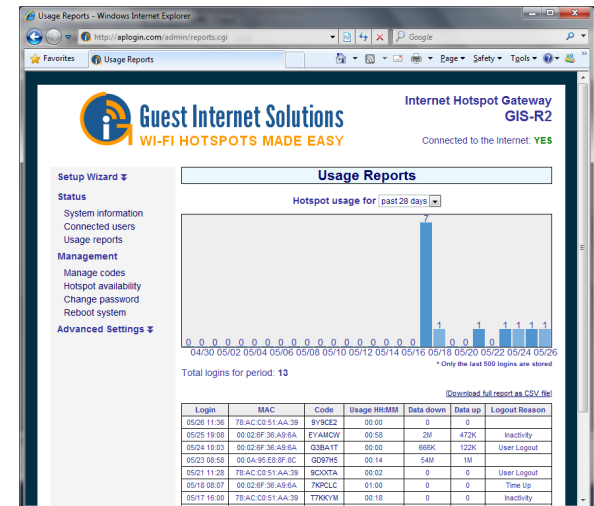 Usage Reports - Windows Internet Explorer
http://aplogin.com/admin/reports.cgi
Google
Favorites
Usage Reports
Page
Safety
Tools
Guest Internet Solutions
WI-FI HOTSPOTS MADE EASY
Internet Hotspot Gateway
GIS-R2
Connected to the Internet: YES
Setup Wizard
Status
System information
Connected users
Usage reports
Management
Manage codes
Hotspot availability
Change password
Reboot system
Advanced Settings
Usage Reports
Hotspot usage for past 28 days
7
1 1 1 1 1 1
0 0 0 0 0 0 0 0 0 0 0 0 0 0 0 0 0 0 0 0 0
04/30 05/02 05/04 05/06 05/08 05/10 05/12 05/14 05/16 05/18 05/20 05/22 05/24 05/26
* Only the last 500 logins are stored
Total logins for period: 13
[Download full report as CSV file]
Login MAC Code Usage HH:MM Data down Data up Logout Reason
05/26 11:36 78:AC:C0:51:AA:39 9Y9CE2 00:00 0 0
05/25 19:08 00:02:6F:36:A9:6A EYAMCW 00:58 2M 472K Inactivity
05/24 10:03 00:02:6F:36:A9:6A G3BA1T 00:00 666K 122K User Logout
05/23 08:58 00:0A:95:E8:8F:8C GD97H5 00:14 54M 1M
05/21 11:28 78:AC:C0:51:AA:39 9CXXTA 00:02 0 0 User Logout
05/18 08:07 00:02:6F:36:A9:6A 7KPCLC 01:00 0 0 Time Up
05/17 16:00 78:AC:C0:51:AA:39 T7KKYM 00:18 0 0 Inactivity